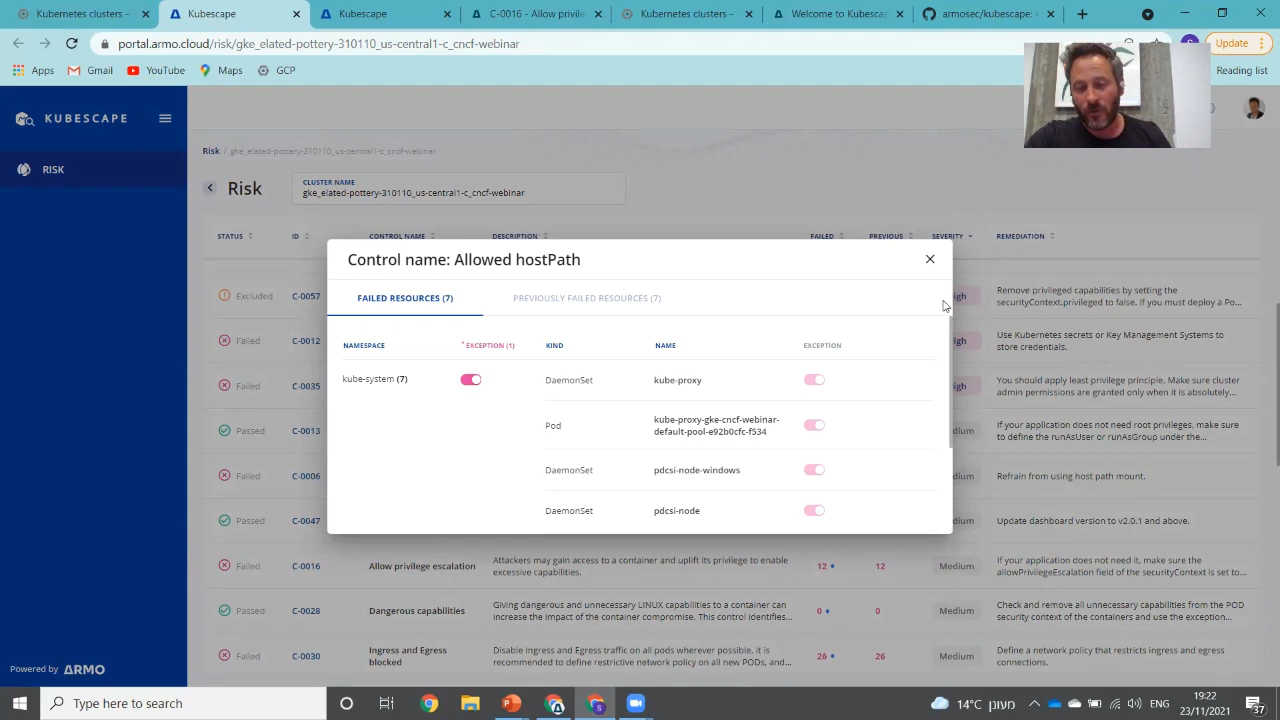 Kubernetes clusters –
Kubescape
Kubescape
C-0016 - Allow privile
Kubernetes clusters –
Welcome to Kubescape
armosec/kubescape:
portal.armo.cloud/risk/gke_elated-pottery-310110_us-central1-c_cncf-webinar
Update
Apps
Gmail
YouTube
Maps
GCP
Reading list
KUBESCAPE
RISK
Risk / gke_elated-pottery-310110_us-central1-c_cncf-webinar
Risk
CLUSTER NAME
gke_elated-pottery-310110_us-central1-c_cncf-webinar
STATUS ID CONTROL NAME DESCRIPTION FAILED PREVIOUS SEVERITY REMEDIATION
Control name: Allowed hostPath
FAILED RESOURCES (7)
PREVIOUSLY FAILED RESOURCES (7)
NAMESPACE * EXCEPTION (1) KIND NAME EXCEPTION
kube-system (7)
DaemonSet kube-proxy
Pod kube-proxy-gke-cncf-webinar-
default-pool-e92b0cfc-f534
DaemonSet pdcsi-node-windows
DaemonSet pdcsi-node
Excluded C-0057
igh
Remove privileged capabilities by setting the
securityContext.privileged to false. If you must deploy a Po...
Failed C-0012
igh
Use Kubernetes secrets or Key Management Systems to
store credentials.
Failed C-0035
igh
You should apply least privilege principle. Make sure cluster
admin permissions are granted only when it is absolutely...
Passed C-0013
dium
If your application does not need root privileges, make sure
to define the runAsUser or runAsGroup under the...
Failed C-0006
dium
Refrain from using host path mount.
Passed C-0017
dium
Update dashboard version to v2.0.1 and above.
Failed C-0016 Allow privilege escalation
Attackers may gain access to a container and uplift its privilege to enable
excessive capabilities.
12 12 Medium
If your application does not need it, make sure the
allowPrivilegeEscalation field of the securityContext is set to...
Passed C-0028 Dangerous capabilities
Giving dangerous and unnecessary LINUX capabilities to a container can
increase the impact of the container compromise. This control identifies...
0 0 Medium
Check and remove all unnecessary capabilities from the POD
security context of the containers and use the exception...
Failed C-0030 Ingress and Egress
blocked
Disable Ingress and Egress traffic on all pods wherever possible. It is
recommended to define restrictive network policy on all new PODs, and...
26 26 Medium
Define a network policy that restricts ingress and egress
connections.
Powered by ARMO
Type here to search
14°C מעונן
ENG
19:22
23/11/2021
37